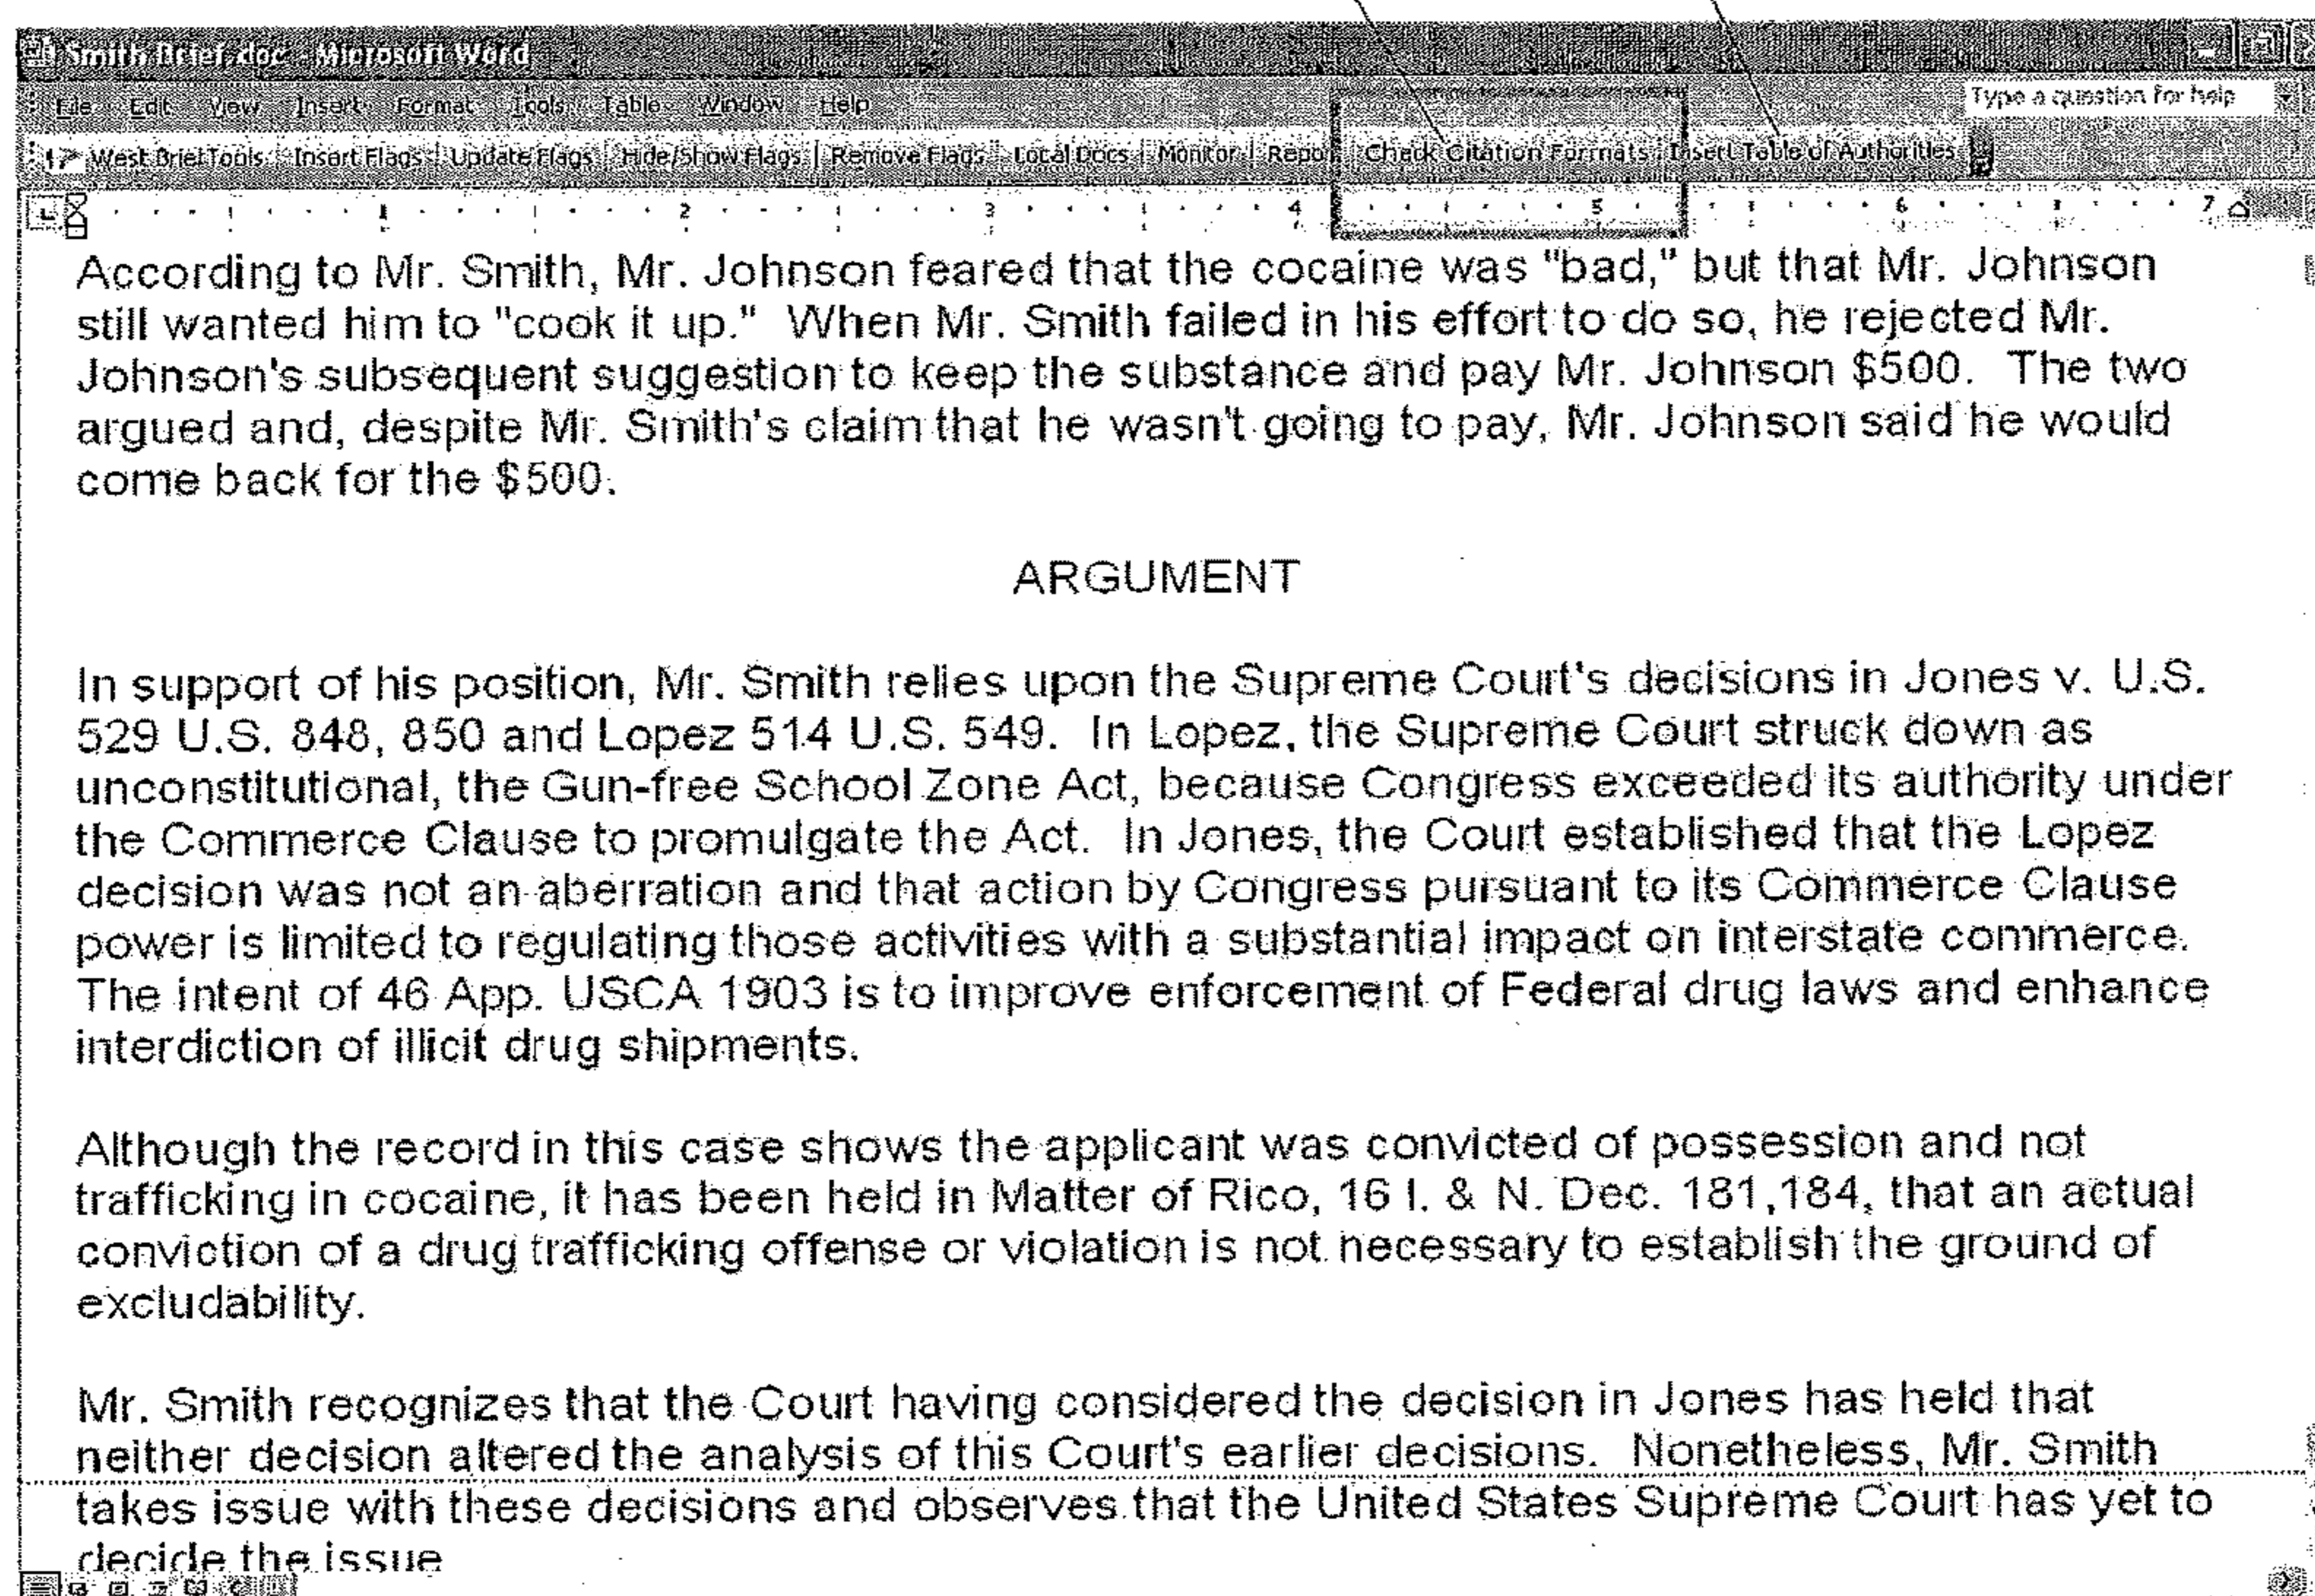 Smith Brief.doc - Microsoft Word
File Edit View Insert Format Tools Table Window Help
Type a question for help
West BriefTools Insert Flags Update Flags Hide/Show Flags Remove Flags Local Docs Monitor Repo Check Citation Formats Insert Table of Authorities
1 2 3 4 5 6 7
According to Mr. Smith, Mr. Johnson feared that the cocaine was "bad," but that Mr. Johnson
still wanted him to "cook it up." When Mr. Smith failed in his effort to do so, he rejected Mr.
Johnson's subsequent suggestion to keep the substance and pay Mr. Johnson $500. The two
argued and, despite Mr. Smith's claim that he wasn't going to pay, Mr. Johnson said he would
come back for the $500.
ARGUMENT
In support of his position, Mr. Smith relies upon the Supreme Court's decisions in Jones v. U.S.
529 U.S. 848, 850 and Lopez 514 U.S. 549. In Lopez, the Supreme Court struck down as
unconstitutional, the Gun-free School Zone Act, because Congress exceeded its authority under
the Commerce Clause to promulgate the Act. In Jones, the Court established that the Lopez
decision was not an aberration and that action by Congress pursuant to its Commerce Clause
power is limited to regulating those activities with a substantial impact on interstate commerce.
The intent of 46 App. USCA 1903 is to improve enforcement of Federal drug laws and enhance
interdiction of illicit drug shipments.
Although the record in this case shows the applicant was convicted of possession and not
trafficking in cocaine, it has been held in Matter of Rico, 16 I. & N. Dec. 181,184, that an actual
conviction of a drug trafficking offense or violation is not necessary to establish the ground of
excludability.
Mr. Smith recognizes that the Court having considered the decision in Jones has held that
neither decision altered the analysis of this Court's earlier decisions. Nonetheless, Mr. Smith
takes issue with these decisions and observes that the United States Supreme Court has yet to
decide the issue